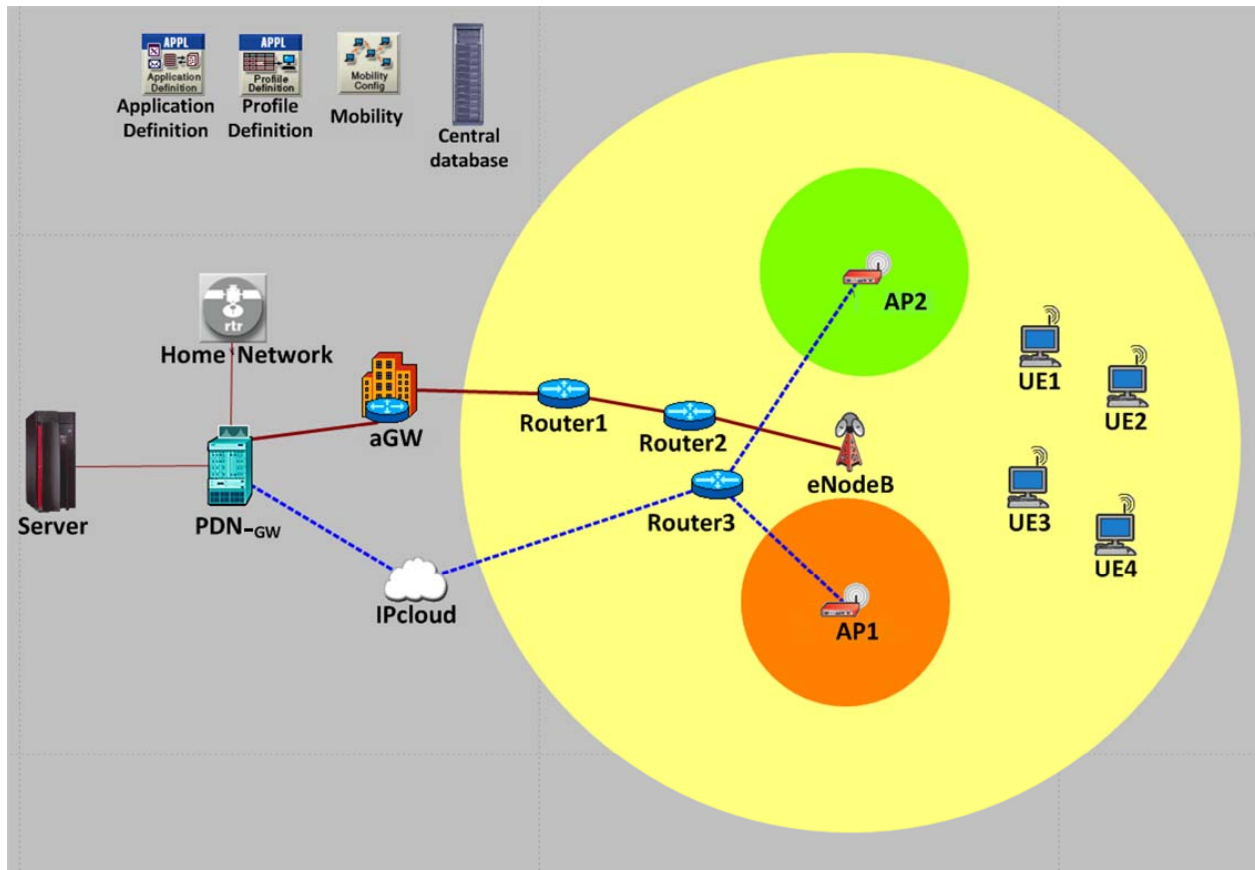 APPL
Application
Definition
Application
Definition
APPL
Profile
Definition
Profile
Definition
Mobility
Config
Mobility
Central
database
rtr
Home Network
Server
PDN-GW
aGW
IPcloud
Router1
Router2
Router3
AP2
eNodeB
AP1
UE1
UE2
UE3
UE4